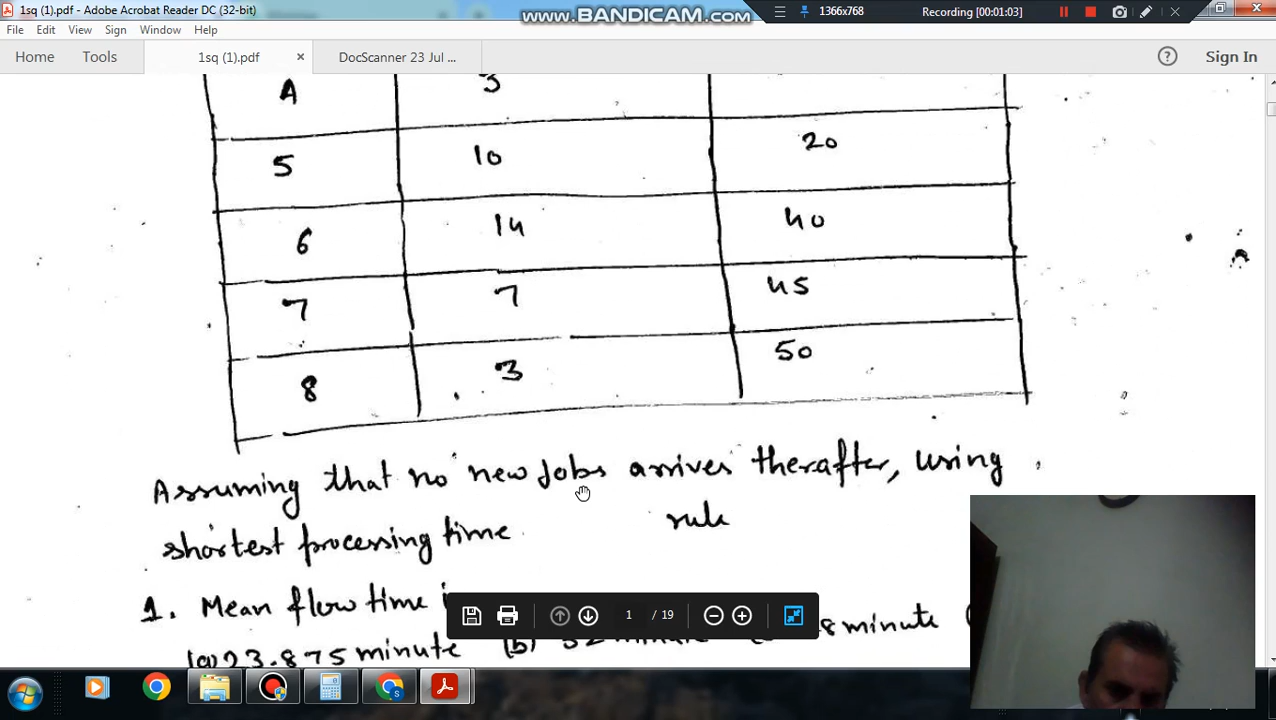 1sq (1).pdf - Adobe Acrobat Reader DC (32-bit)
www.BANDICAM.com
1366x768
Recording [00:01:03]
File Edit View Sign Window Help
Home Tools 1sq (1).pdf DocScanner 23 Jul ... Sign In
A
5 10 20
6 14 40
7 7 45
8 3 50
Assuming that no new Jobs arrives therafter, using
shortest processing time rule
1. Mean flow time
1 / 19
(a) 23.875 minute (b) 8 minute